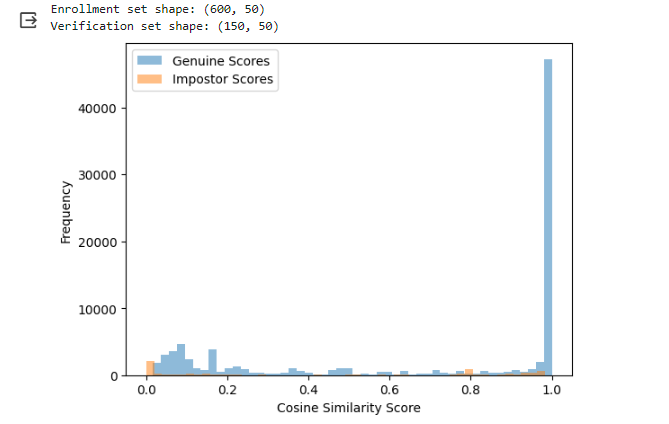 Enrollment set shape: (600, 50)
Verification set shape: (150, 50)
Genuine Scores
Impostor Scores
40000
30000
20000
10000
0
Frequency
0.0 0.2 0.4 0.6 0.8 1.0
Cosine Similarity Score